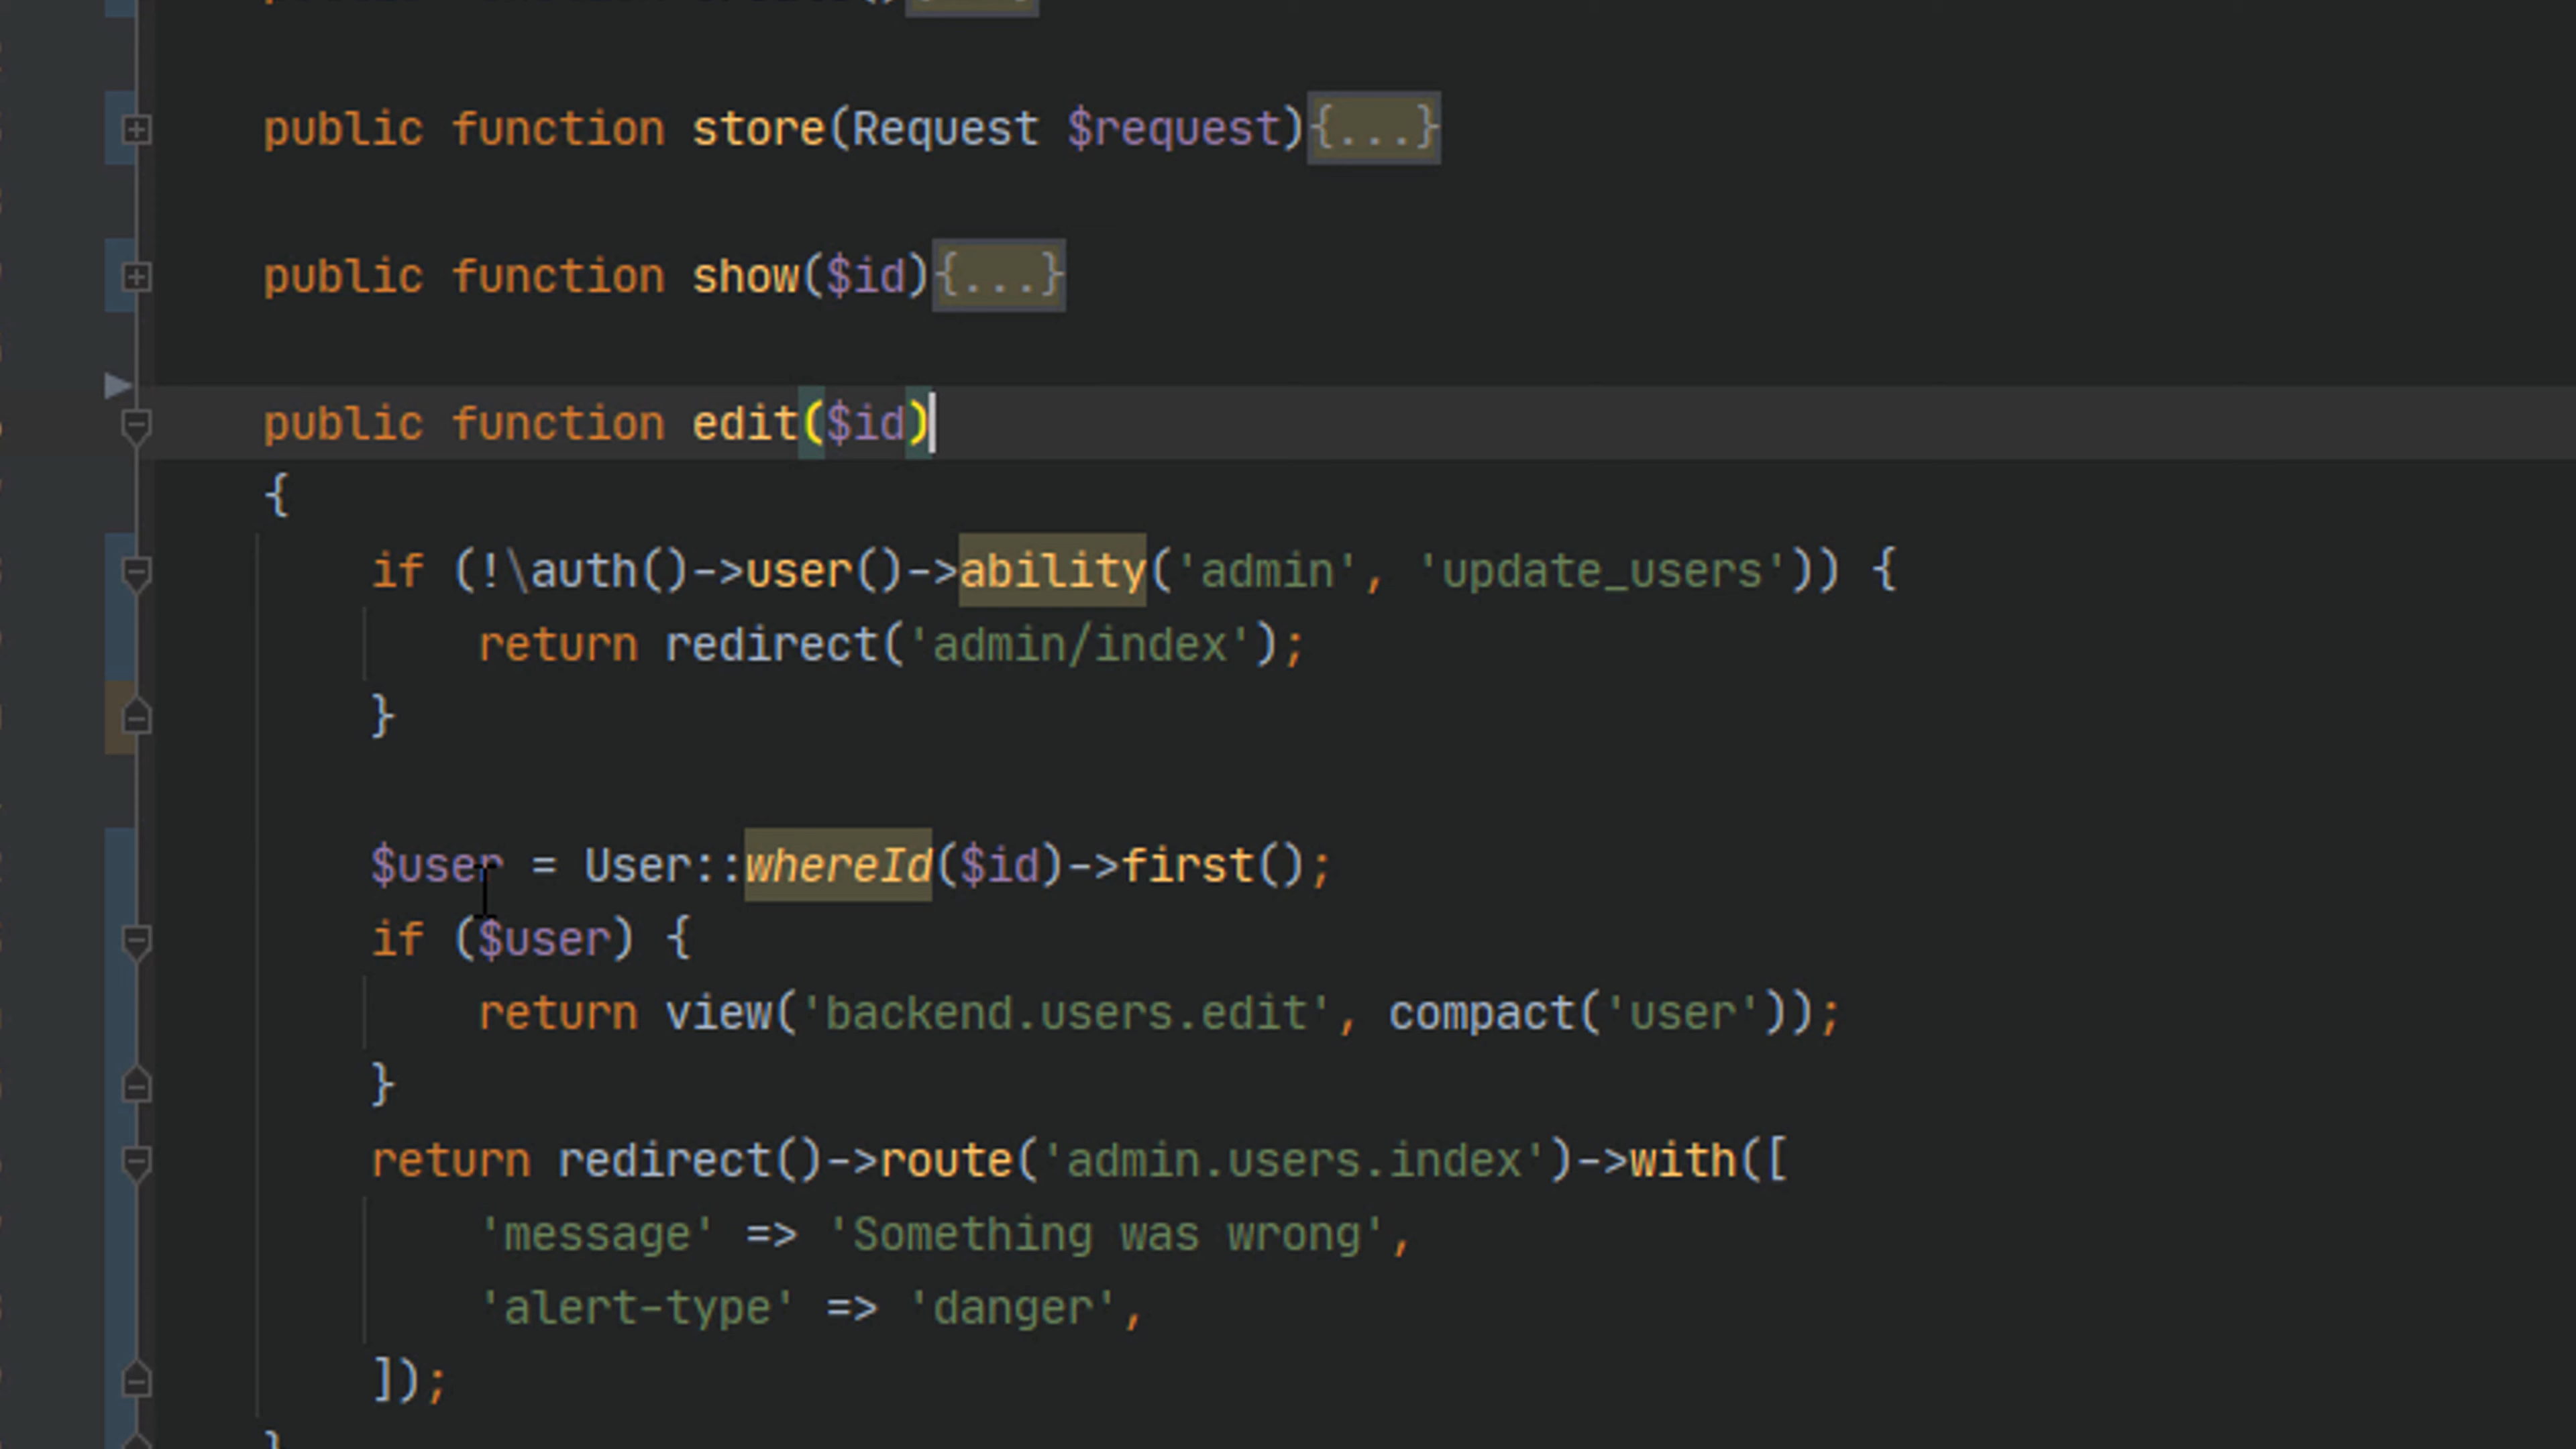 public function store(Request $request){...}
public function show($id){...}
public function edit($id)
{
if (!\auth()->user()->ability('admin', 'update_users')) {
return redirect('admin/index');
}
$user = User::whereId($id)->first();
if ($user) {
return view('backend.users.edit', compact('user'));
}
return redirect()->route('admin.users.index')->with([
'message' => 'Something was wrong',
'alert-type' => 'danger',
]);
}